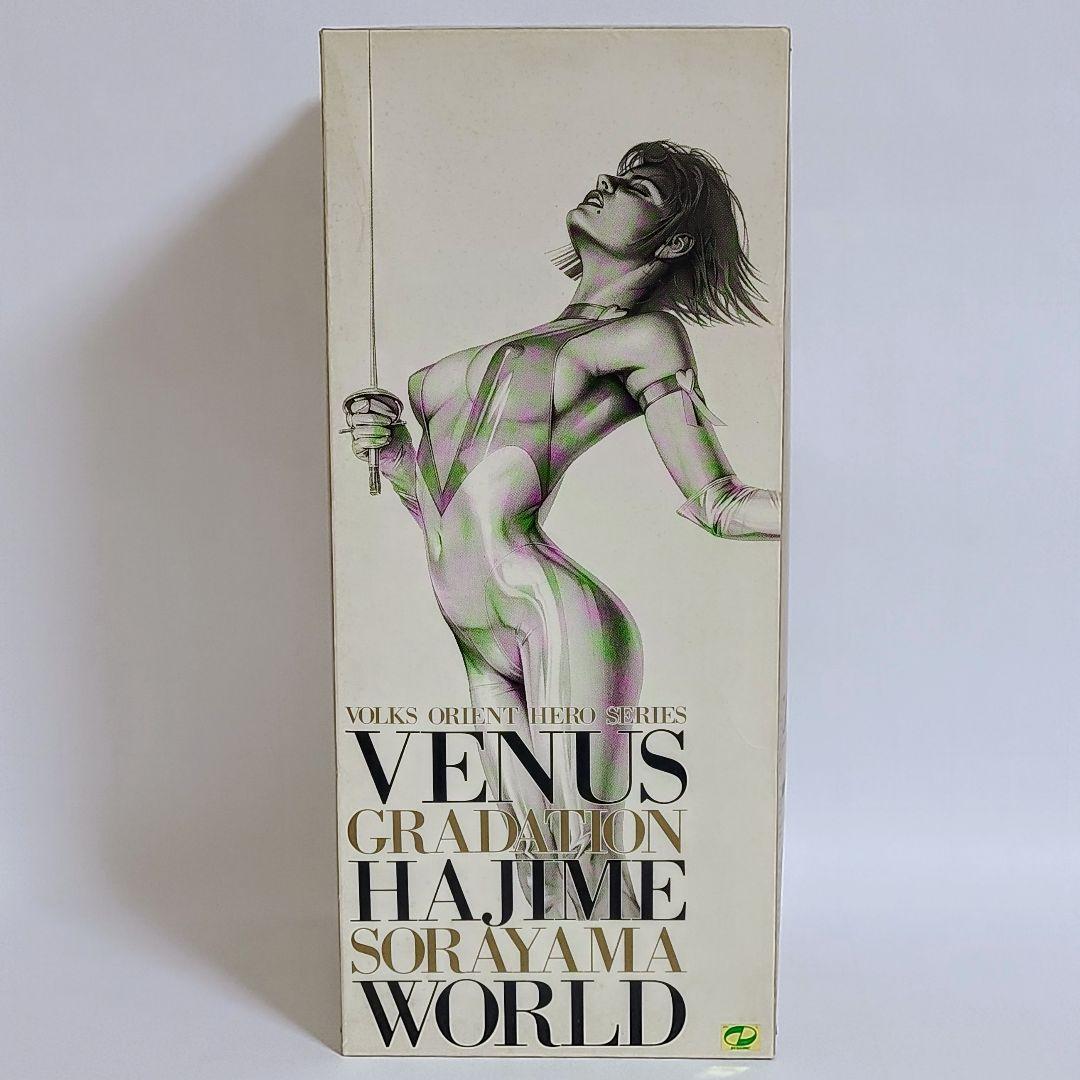 VOLKS ORIENT HERO SERIES
VENUS
GRADATION
HAJIME
SORAYAMA
WORLD